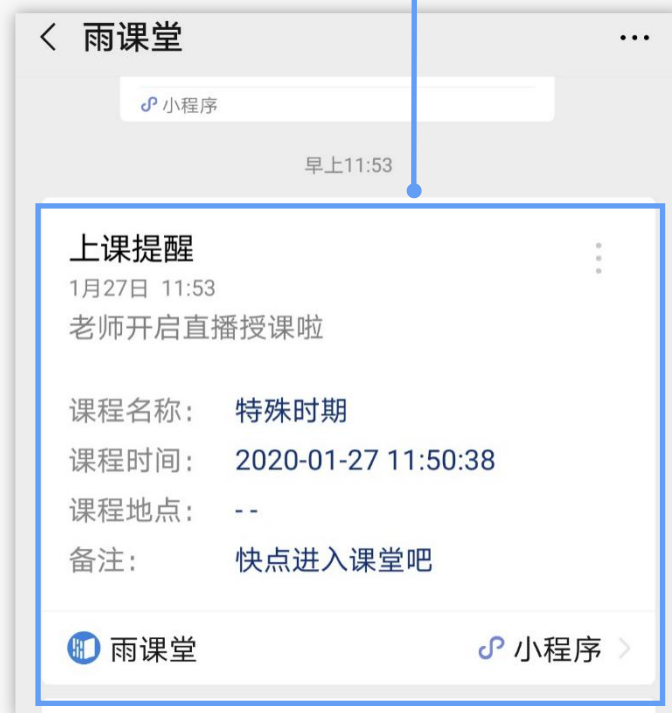 雨课堂
小程序
早上11:53
上课提醒
1月27日 11:53
老师开启直播授课啦
课程名称: 特殊时期
课程时间: 2020-01-27 11:50:38
课程地点: - -
备注: 快点进入课堂吧
雨课堂 小程序